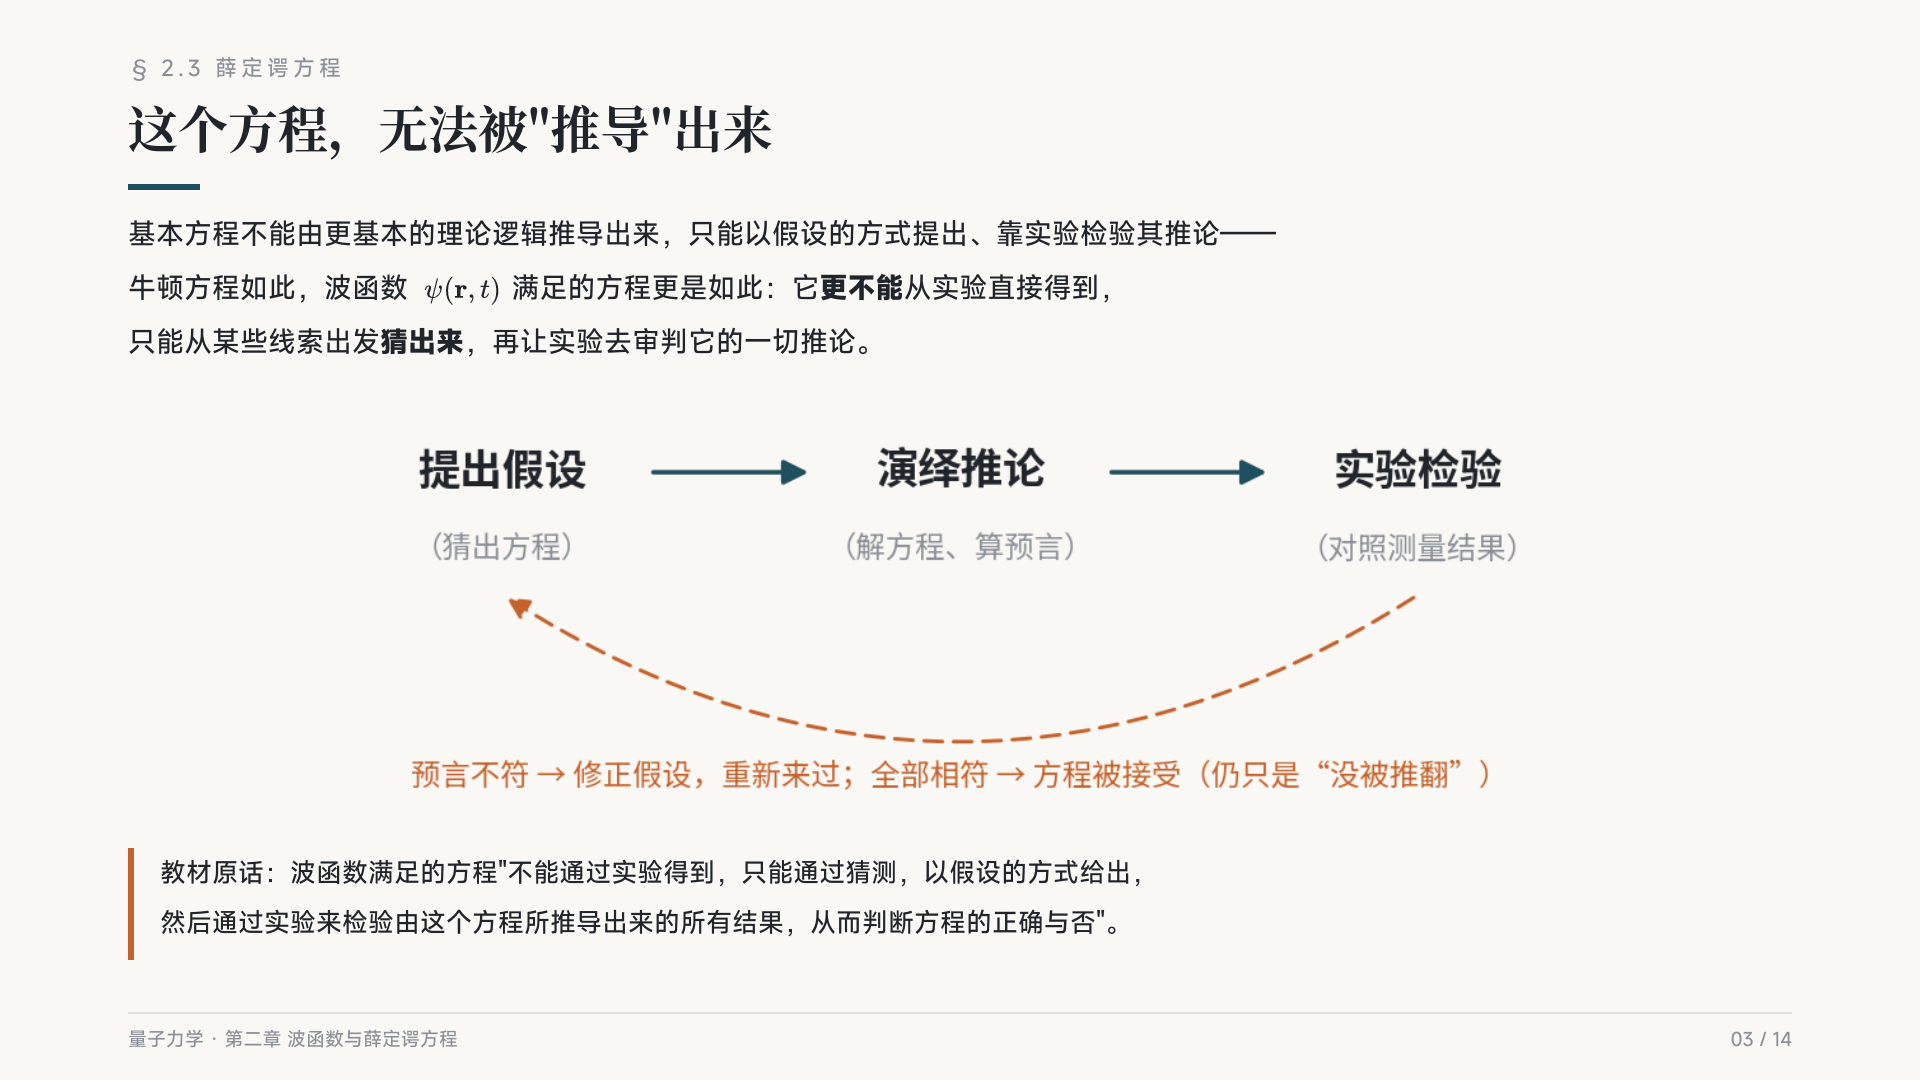 § 2.3 薛定谔方程
这个方程，无法被"推导"出来
基本方程不能由更基本的理论逻辑推导出来，只能以假设的方式提出、靠实验检验其推论——
牛顿方程如此，波函数 ψ(r, t) 满足的方程更是如此：它更不能从实验直接得到，
只能从某些线索出发猜出来，再让实验去审判它的一切推论。
提出假设 演绎推论 实验检验
（猜出方程） （解方程、算预言） （对照测量结果）
预言不符 → 修正假设，重新来过；全部相符 → 方程被接受（仍只是“没被推翻”）
教材原话：波函数满足的方程"不能通过实验得到，只能通过猜测，以假设的方式给出，
然后通过实验来检验由这个方程所推导出来的所有结果，从而判断方程的正确与否"。
量子力学 · 第二章 波函数与薛定谔方程
03 / 14